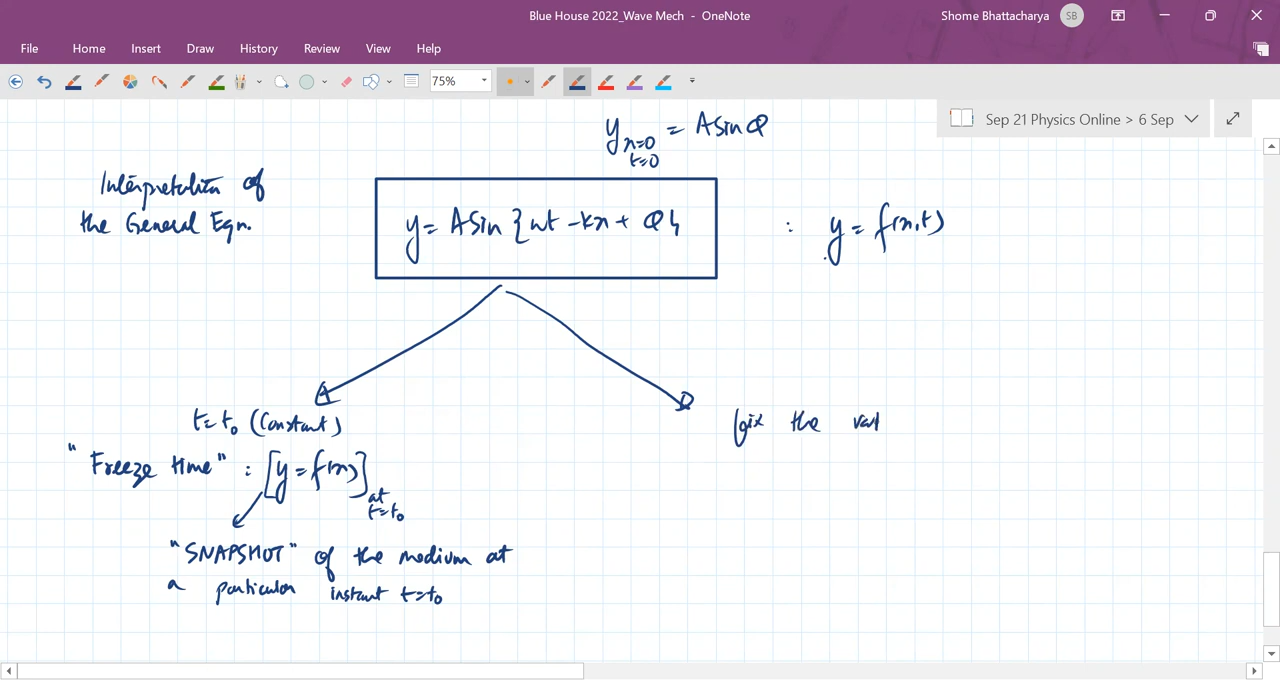 Blue House 2022_Wave Mech - OneNote
Shome Bhattacharya
SB
File Home Insert Draw History Review View Help
75%
Sep 21 Physics Online > 6 Sep
y x=0 t=0 = A sin φ
Interpretation of
the General Eqn.
y = A sin {ωt - kx + φ}
: y = f(x,t)
t = t₀ (Constant)
"Freeze time" : [y = f(x)] at t=t₀
"SNAPSHOT" of the medium at
a particular instant t=t₀
fix the val